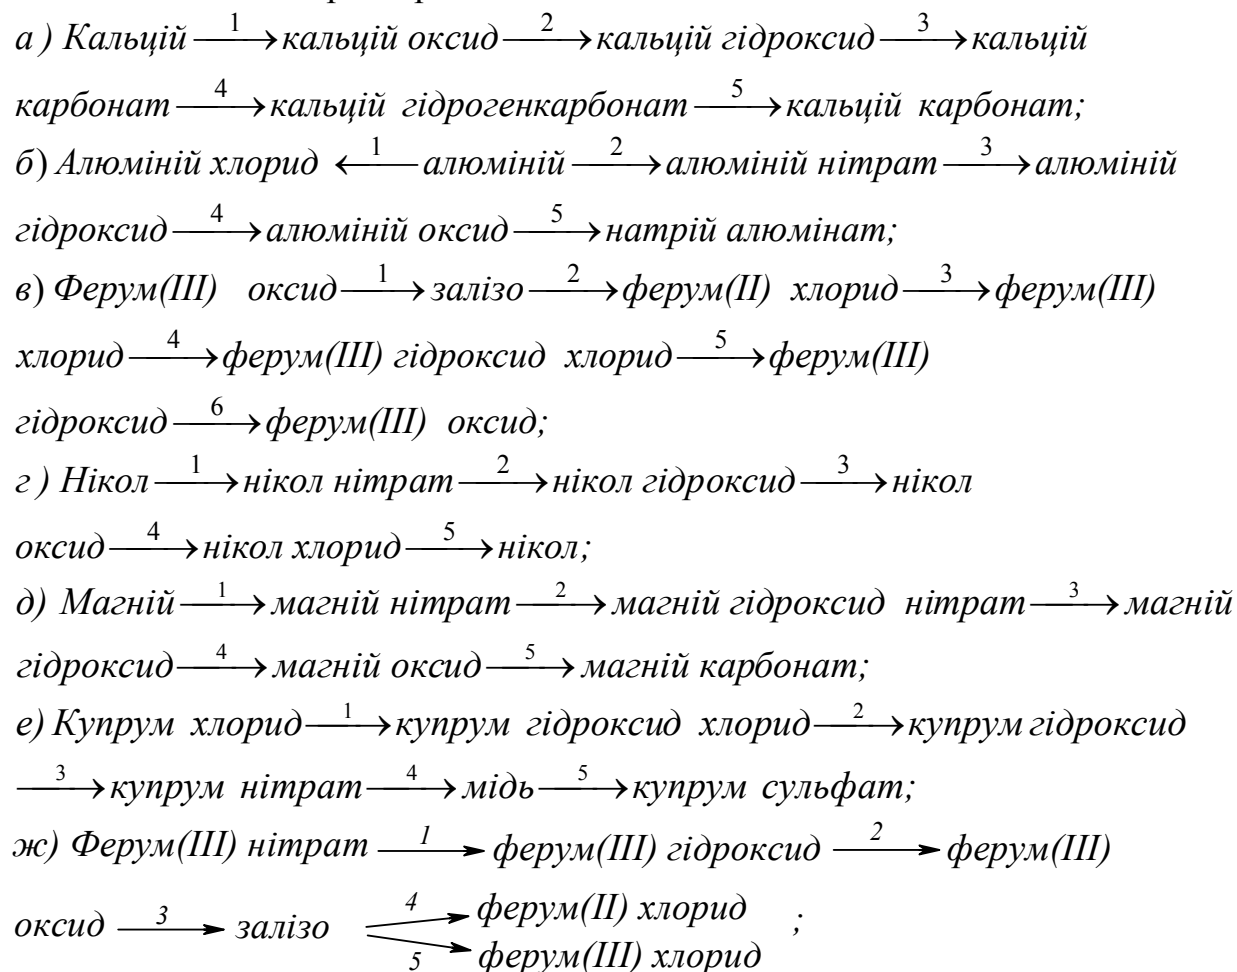 а) Кальцій —1→ кальцій оксид —2→ кальцій гідроксид —3→ кальцій
карбонат —4→ кальцій гідрогенкарбонат —5→ кальцій карбонат;
б) Алюміній хлорид ←1— алюміній —2→ алюміній нітрат —3→ алюміній
гідроксид —4→ алюміній оксид —5→ натрій алюмінат;
в) Ферум(III) оксид —1→ залізо —2→ ферум(II) хлорид —3→ ферум(III)
хлорид —4→ ферум(III) гідроксид хлорид —5→ ферум(III)
гідроксид —6→ ферум(III) оксид;
г) Нікол —1→ нікол нітрат —2→ нікол гідроксид —3→ нікол
оксид —4→ нікол хлорид —5→ нікол;
д) Магній —1→ магній нітрат —2→ магній гідроксид нітрат —3→ магній
гідроксид —4→ магній оксид —5→ магній карбонат;
е) Купрум хлорид —1→ купрум гідроксид хлорид —2→ купрум гідроксид
—3→ купрум нітрат —4→ мідь —5→ купрум сульфат;
ж) Ферум(III) нітрат —1→ ферум(III) гідроксид —2→ ферум(III)
оксид —3→ залізо —4→ ферум(II) хлорид ;
—5→ ферум(III) хлорид